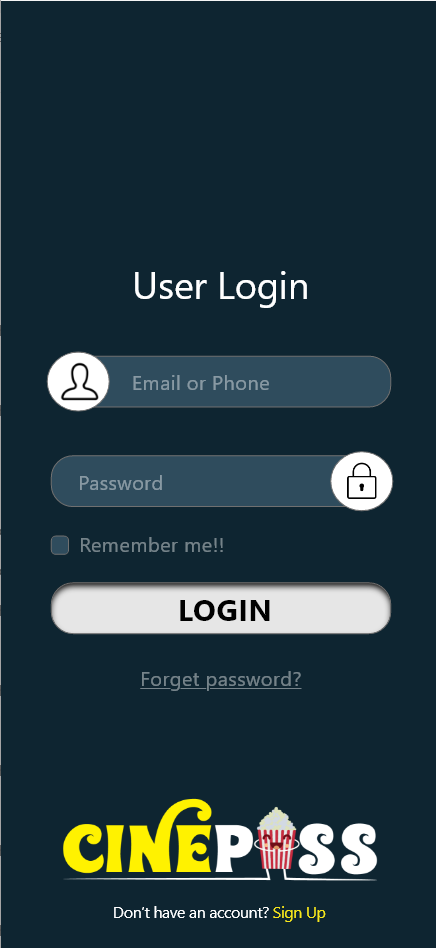 User Login
Email or Phone
Password
Remember me!!
LOGIN
Forget password?
CINEPASS
Don't have an account? Sign Up